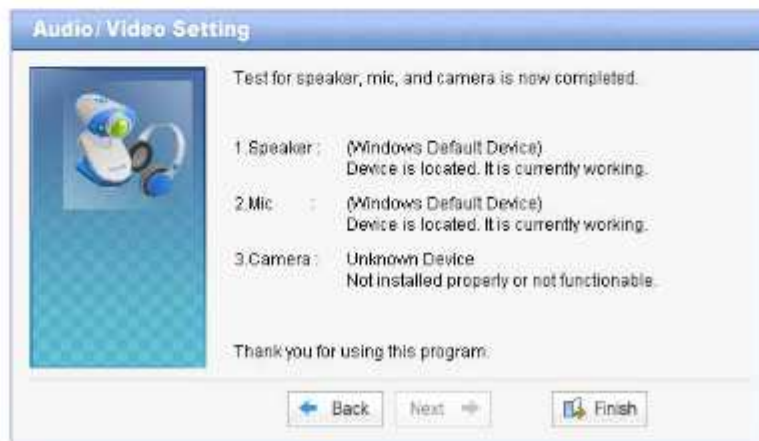 Audio/Video Setting
Test for speaker, mic, and camera is now completed.
1.Speaker : (Windows Default Device)
Device is located. It is currently working.
2.Mic : (Windows Default Device)
Device is located. It is currently working.
3.Camera : Unknown Device
Not installed properly or not functionable.
Thank you for using this program.
Back Next Finish